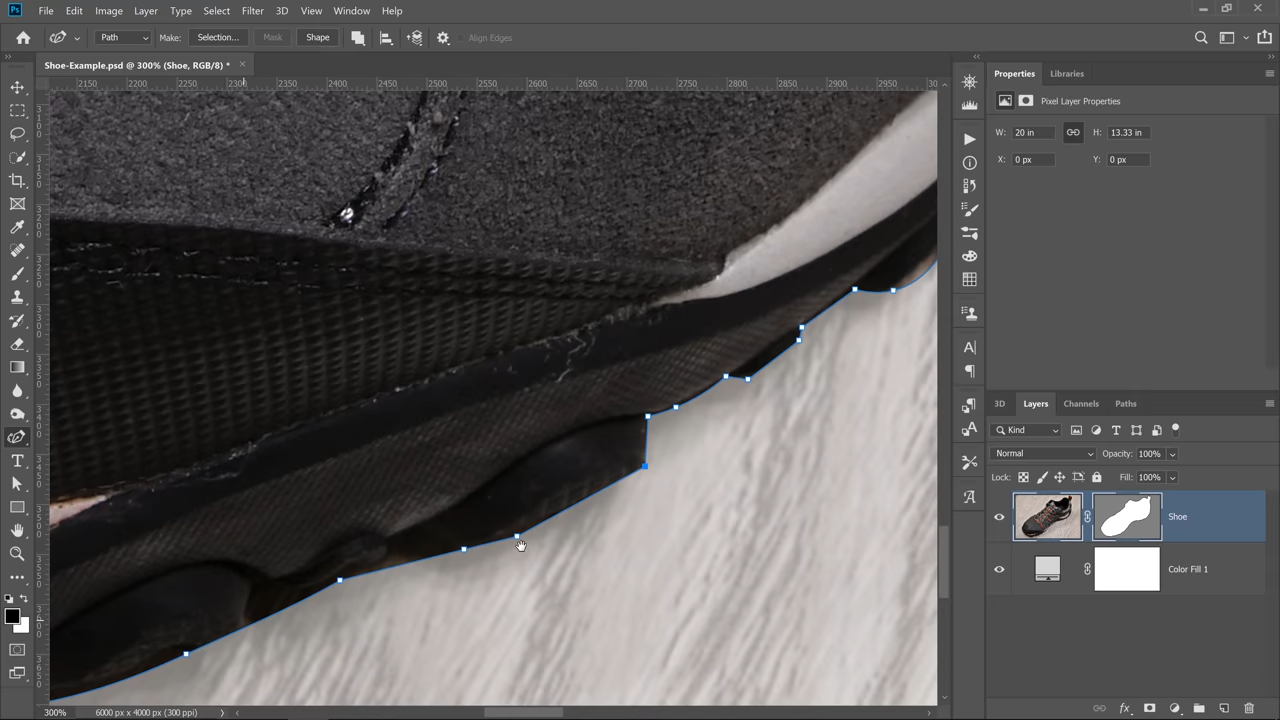 Ps File Edit Image Layer Type Select Filter 3D View Window Help
Path Make: Selection... Mask Shape Align Edges
Shoe-Example.psd @ 300% (Shoe, RGB/8) * ×
2150 2250 2300 2350 2400 2450 2500 2550 2600 2650 2700 2750 2800 2850 2900 2950 30
Properties Libraries
Pixel Layer Properties
W: 20 in H: 13.33 in
X: 0 px Y: 0 px
3D Layers Channels Paths
Kind
Normal Opacity: 100%
Lock: Fill: 100%
Shoe
Color Fill 1
300% 6000 px x 4000 px (300 ppi)